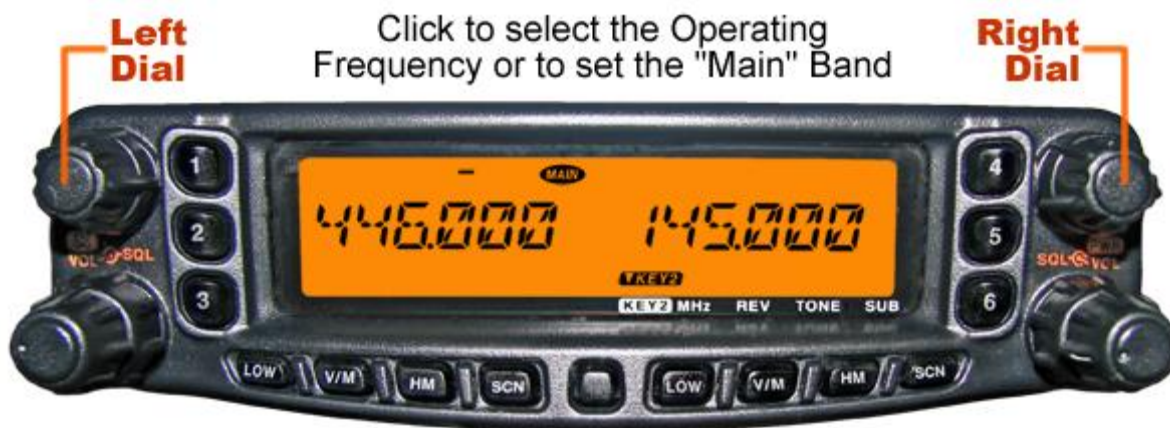 Left
Dial
Click to select the Operating
Frequency or to set the "Main" Band
Right
Dial
1
4
– MAIN
446.000 145.000
2
5
VOL SQL
SQL VOL
▼KEY2
3
6
KEY2 MHz REV TONE SUB
LOW V/M HM SCN LOW V/M HM SCN